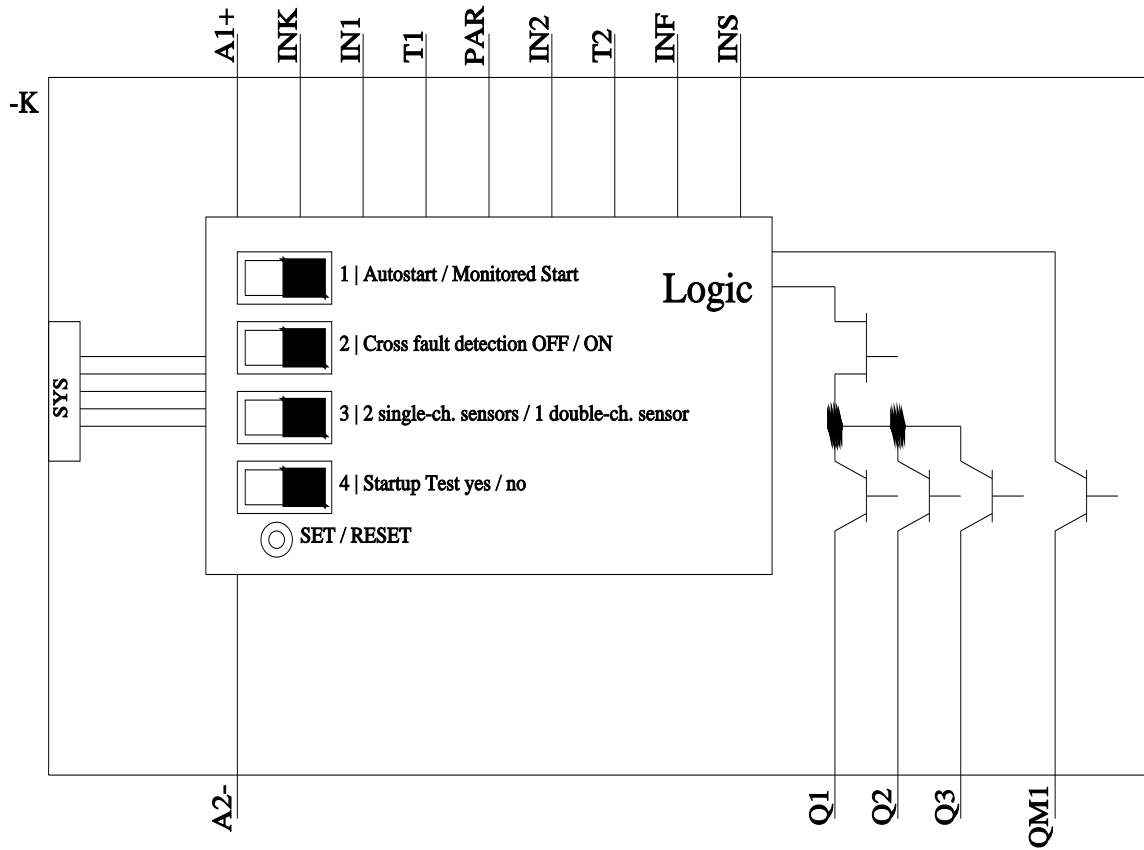 A1+
INK
IN1
T1
PAR
IN2
T2
INF
INS
-K
Logic
1 | Autostart / Monitored Start
2 | Cross fault detection OFF / ON
3 | 2 single-ch. sensors / 1 double-ch. sensor
4 | Startup Test yes / no
SET / RESET
SYS
A2-
Q1
Q2
Q3
QM1